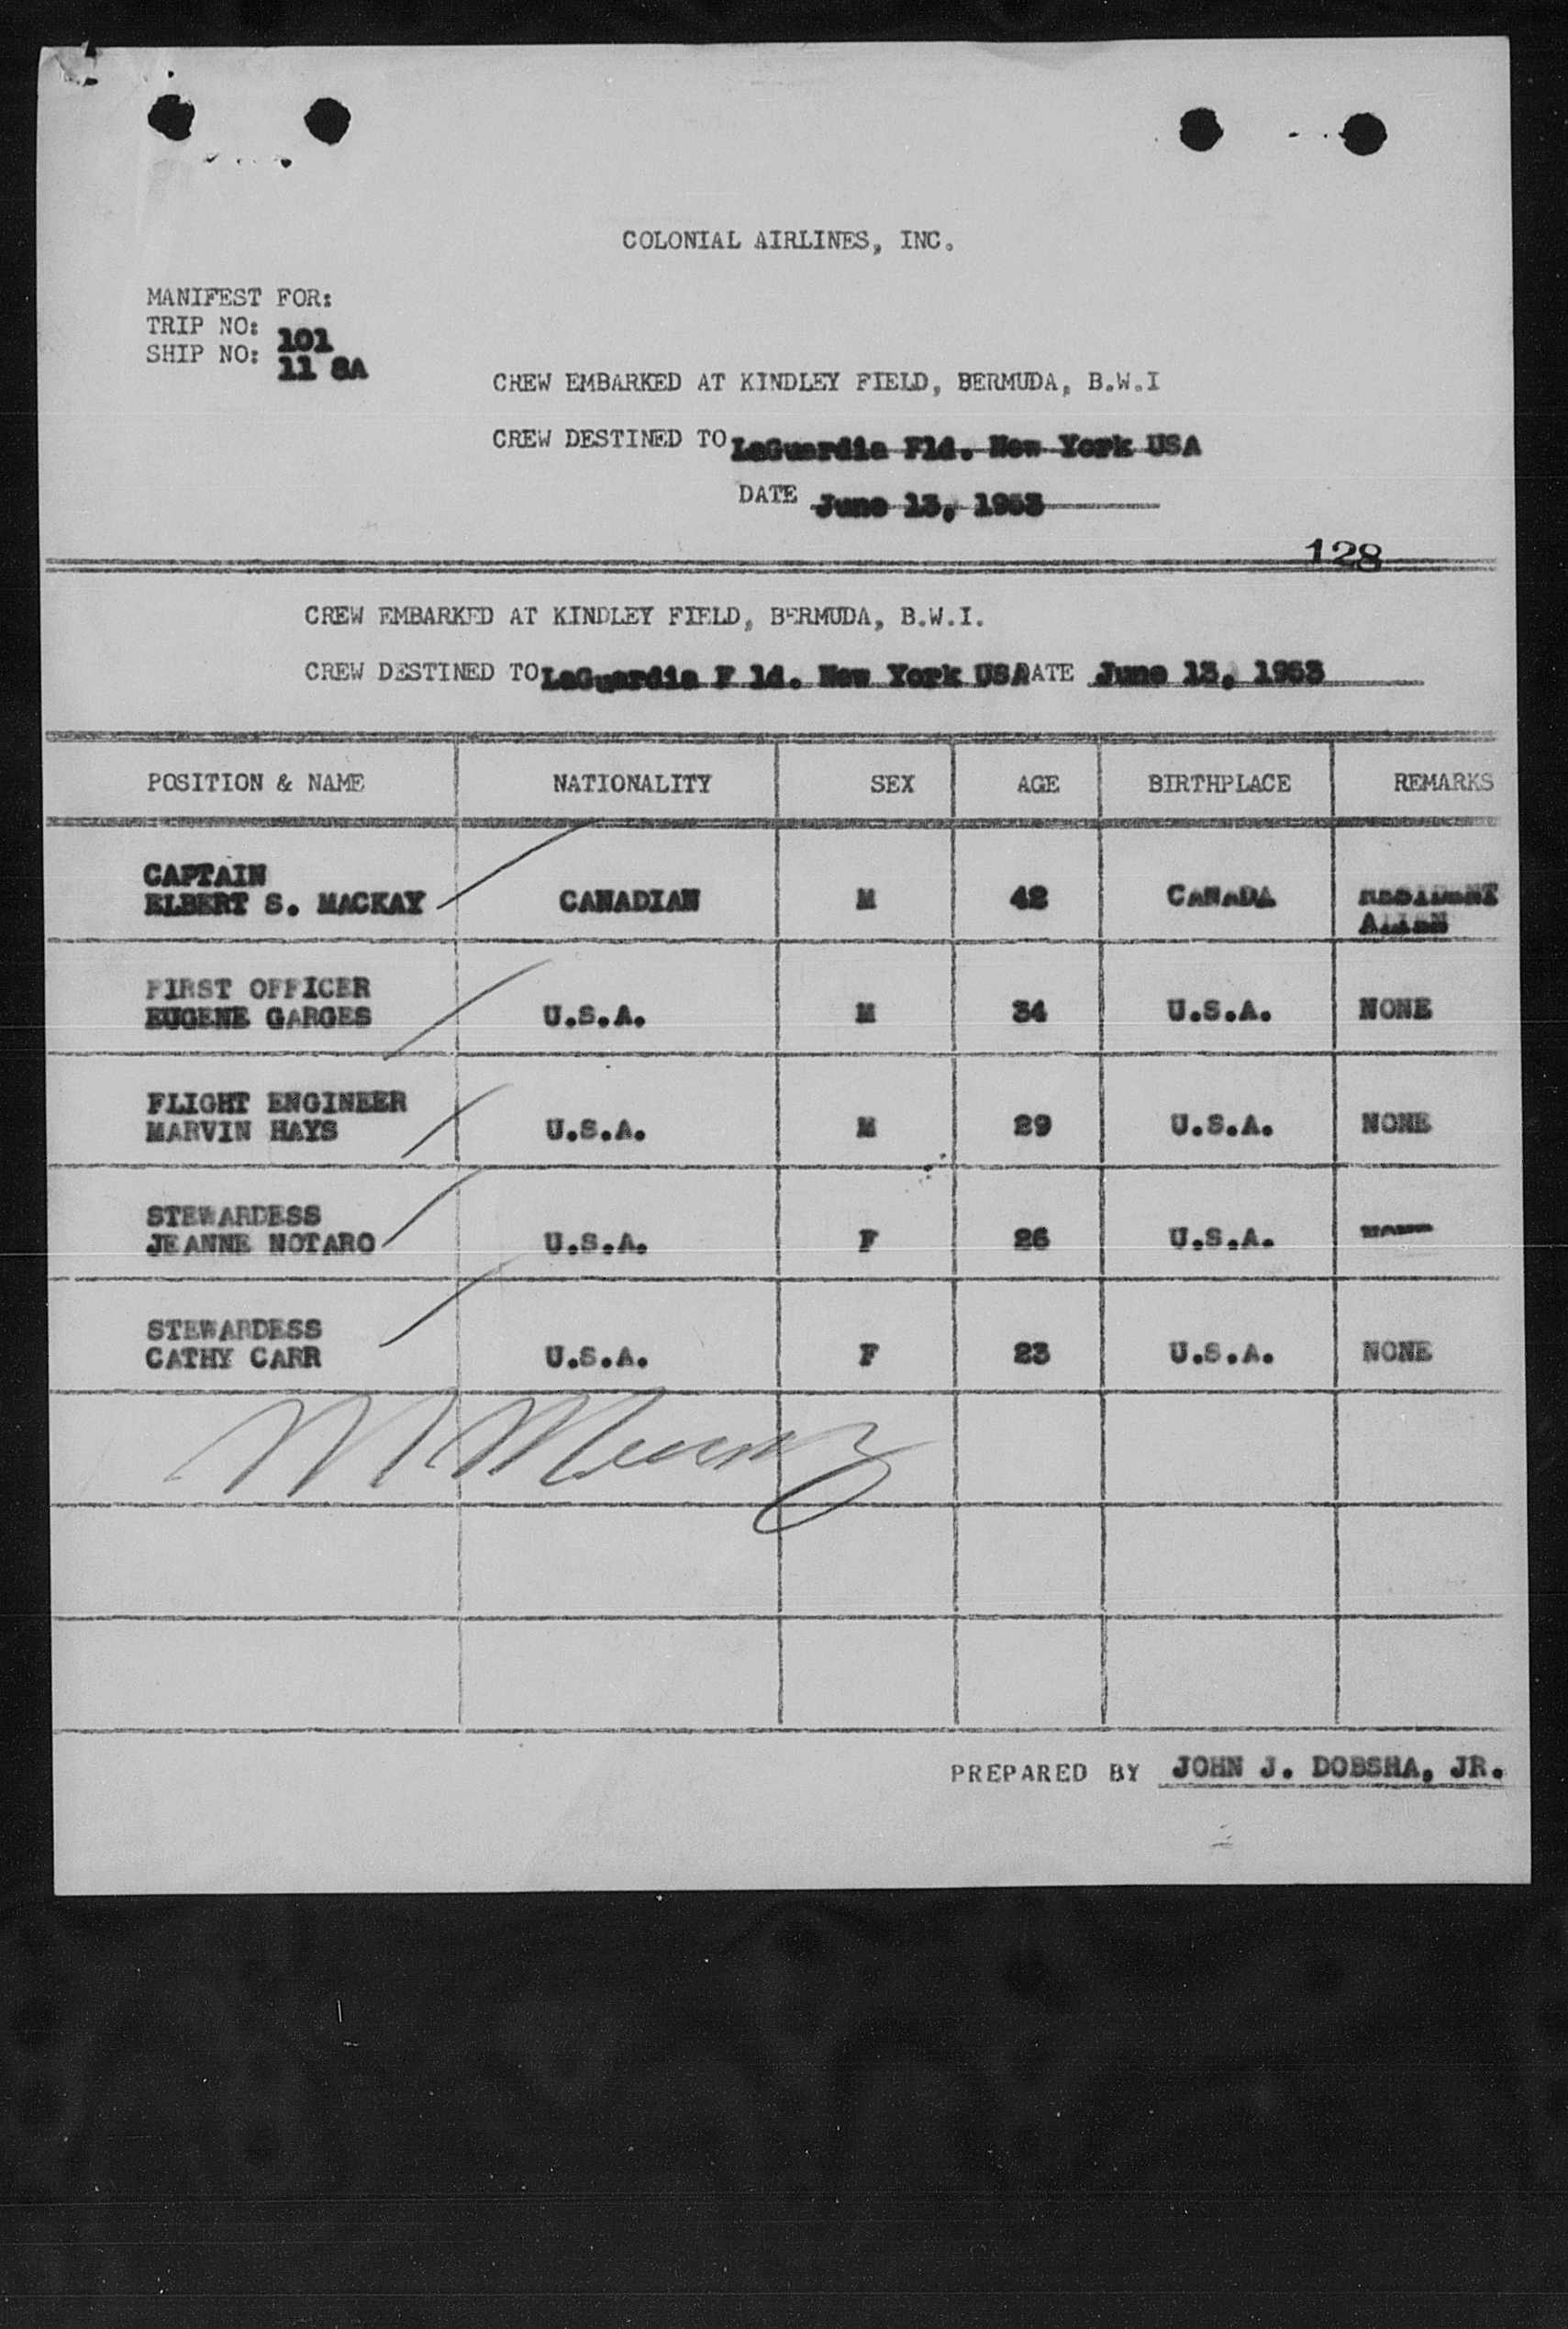 COLONIAL AIRLINES, INC.
MANIFEST FOR:
TRIP NO: 101
SHIP NO: 11 8A
CREW EMBARKED AT KINDLEY FIELD, BERMUDA, B.W.I
CREW DESTINED TO LaGuardia Fld. New York USA
DATE June 13, 1953
128
CREW EMBARKED AT KINDLEY FIELD, BERMUDA, B.W.I.
CREW DESTINED TO LaGuardia F ld. New York USA DATE June 13, 1953
POSITION & NAME NATIONALITY SEX AGE BIRTHPLACE REMARKS
CAPTAIN
ELBERT S. MACKAY CANADIAN M 42 CANADA RESIDENT
ALIEN
FIRST OFFICER
EUGENE GARGES U.S.A. M 34 U.S.A. NONE
FLIGHT ENGINEER
MARVIN HAYS U.S.A. M 29 U.S.A. NONE
STEWARDESS
JEANNE NOTARO U.S.A. F 26 U.S.A. NONE
STEWARDESS
CATHY CARR U.S.A. F 23 U.S.A. NONE
PREPARED BY JOHN J. DOBSHA, JR.